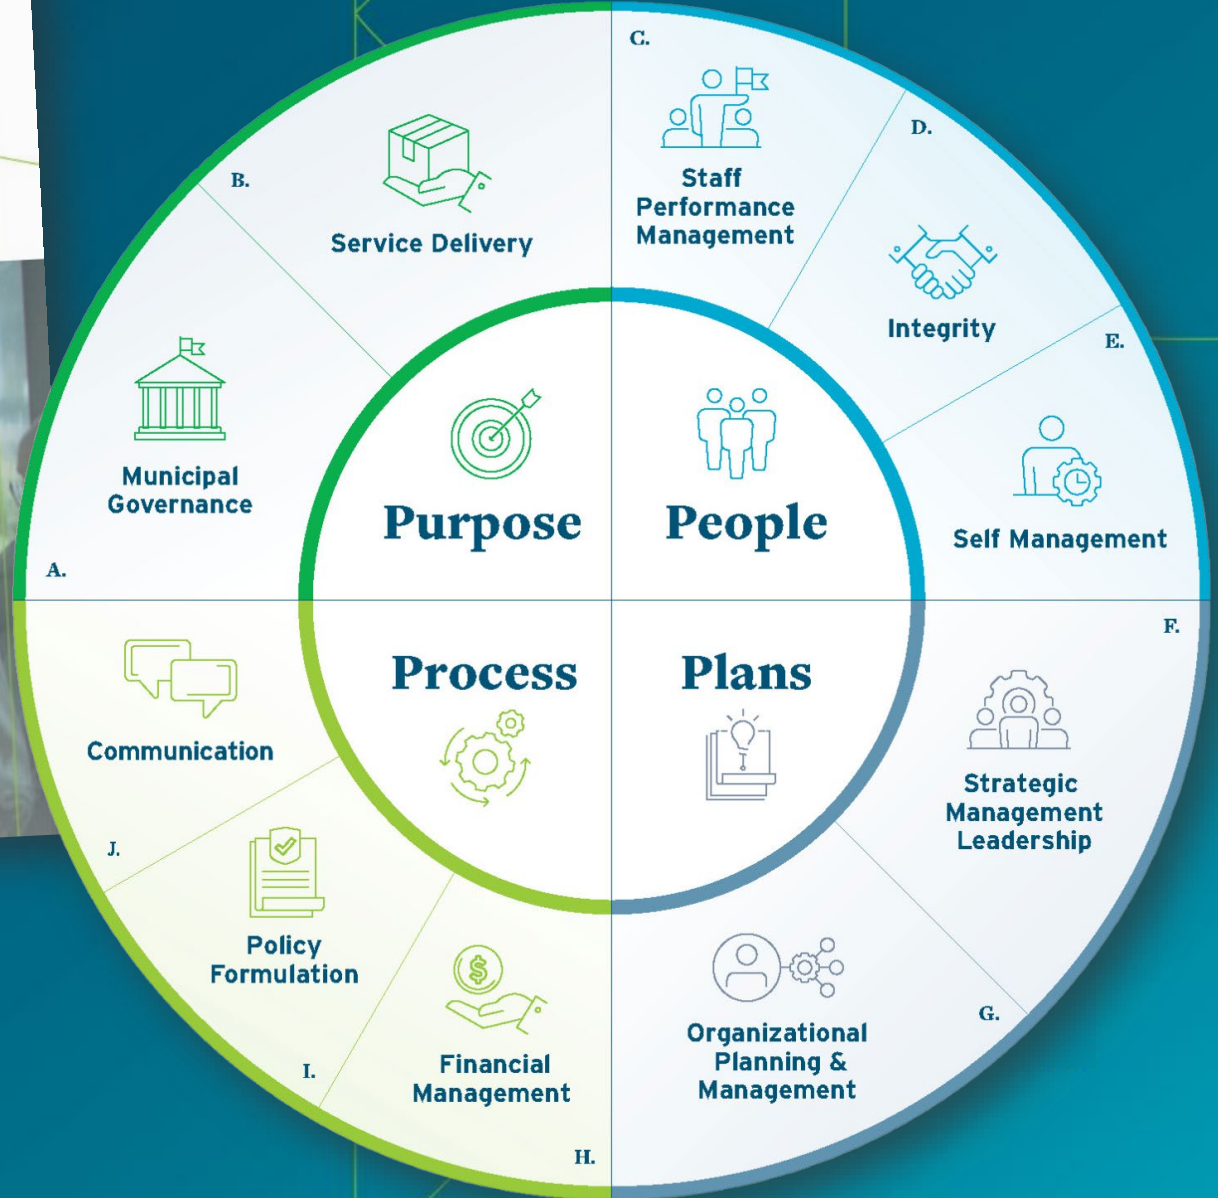 A.
Municipal
Governance
B.
Service Delivery
C.
Staff
Performance
Management
D.
Integrity
E.
Self Management
F.
Strategic
Management
Leadership
G.
Organizational
Planning &
Management
H.
Financial
Management
$
I.
Policy
Formulation
J.
Communication
Purpose
People
Process
Plans